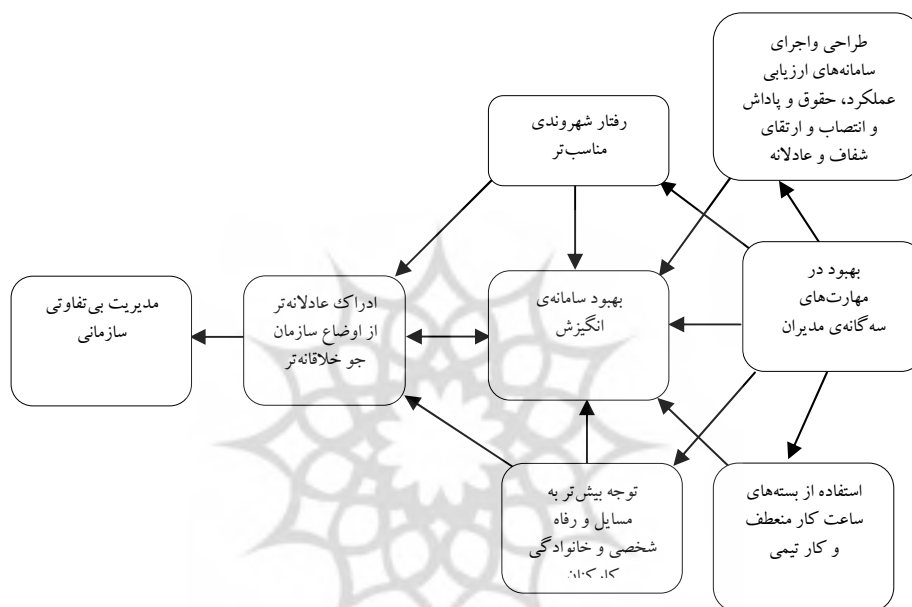 طراحی واجرای
سامانه‌های ارزیابی
عملکرد، حقوق و پاداش
و انتصاب و ارتقای
شفاف و عادلانه
رفتار شهروندی
مناسب‌تر
بهبود در
مهارت‌های
سه‌گانه‌ی مدیران
بهبود سامانه‌ی
انگیزش
ادراک عادلانه‌تر
از اوضاع سازمان
جو خلاقانه‌تر
مدیریت بی‌تفاوتی
سازمانی
توجه بیش‌تر به
مسایل و رفاه
شخصی و خانوادگی
کارکنان
استفاده از بسته‌های
ساعت کار منعطف
و کار تیمی